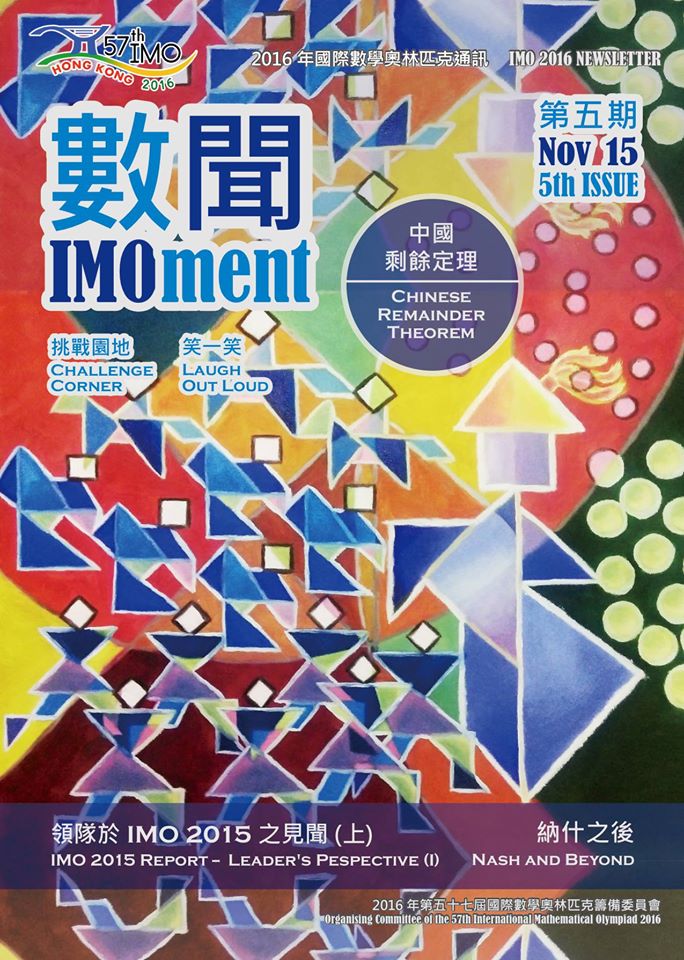 57th
IMO
HONG KONG 2016
2016 年國際數學奧林匹克通訊 IMO 2016 NEWSLETTER
第五期
Nov 15
5th ISSUE
數聞
IMOment
中國
剩餘定理
CHINESE
REMAINDER
THEOREM
挑戰園地
CHALLENGE
CORNER
笑一笑
LAUGH
OUT LOUD
領隊於 IMO 2015 之見聞 (上)
IMO 2015 REPORT – LEADER'S PESPECTIVE (I)
納什之後
NASH AND BEYOND
2016 年第五十七屆國際數學奧林匹克籌備委員會
Organising Committee of the 57th International Mathematical Olympiad 2016